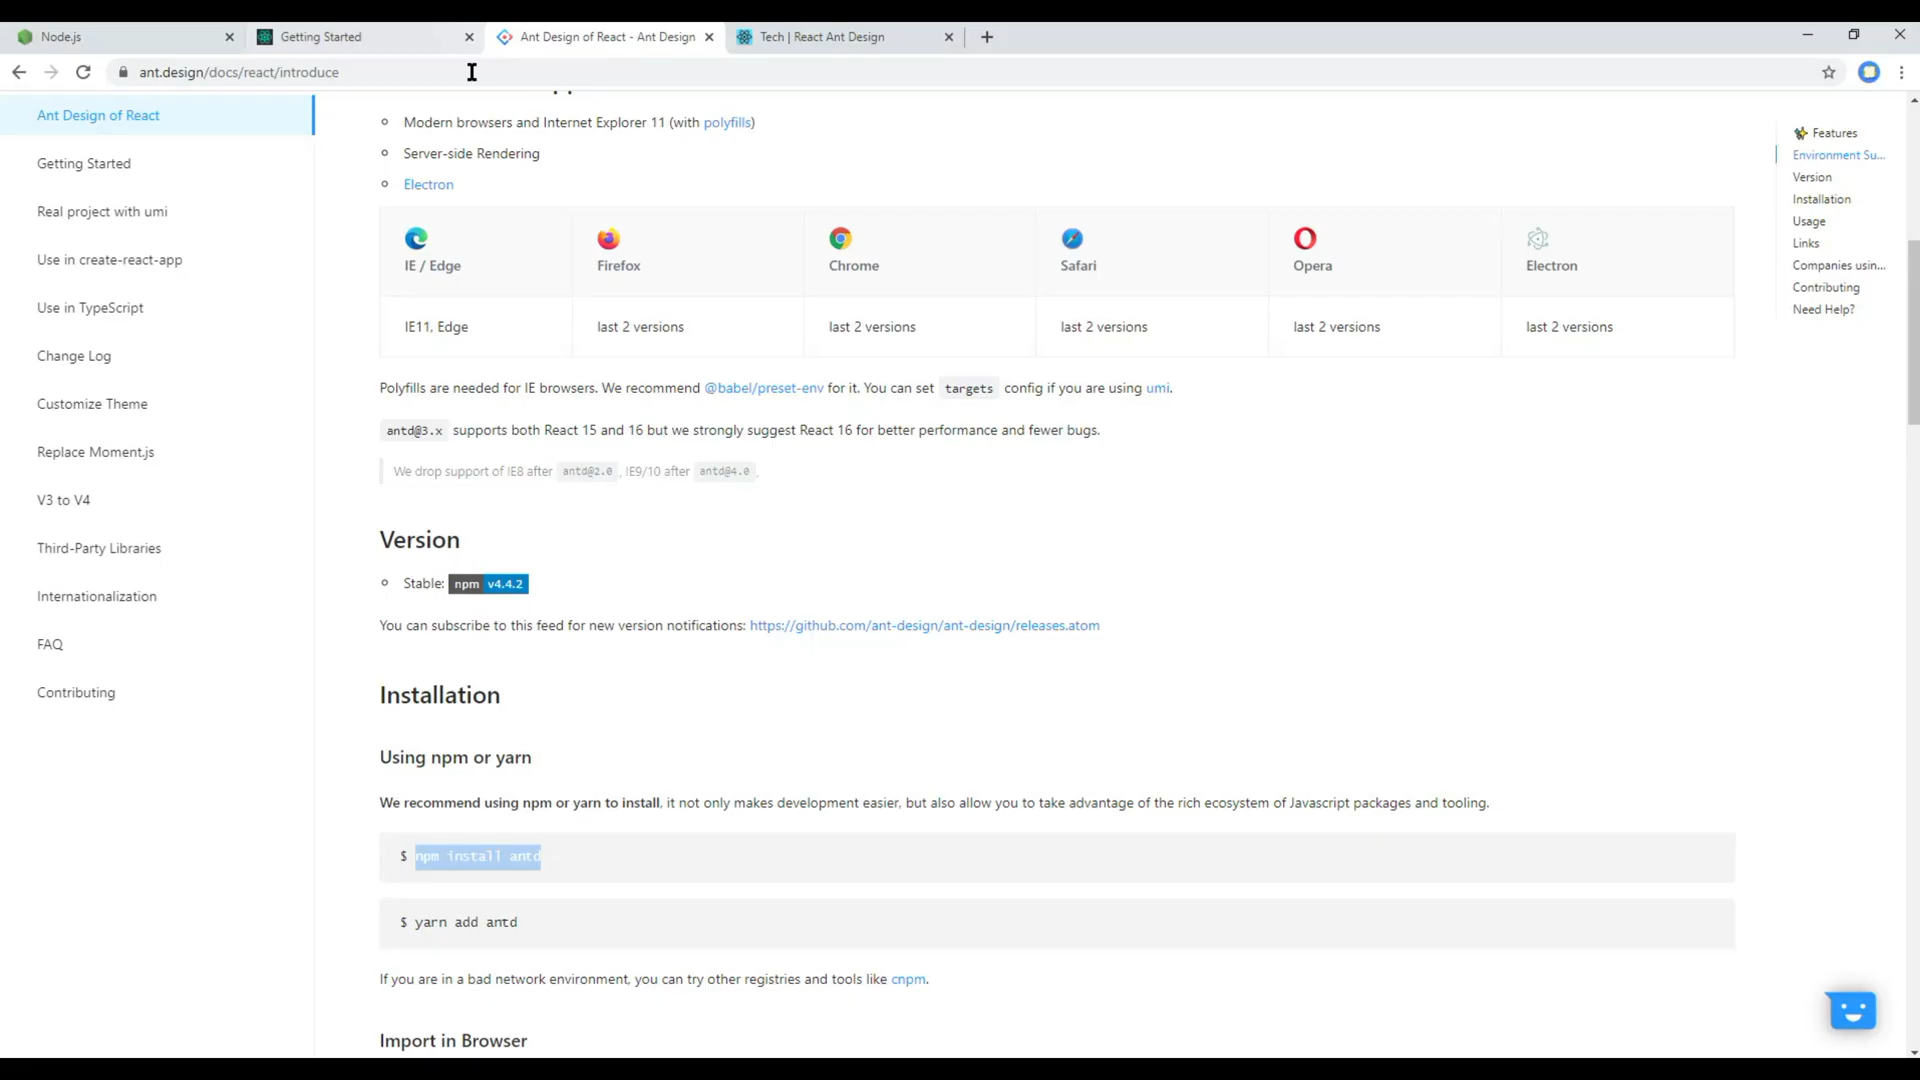 Node.js
Getting Started
Ant Design of React - Ant Design
Tech | React Ant Design
ant.design/docs/react/introduce
Ant Design of React
Getting Started
Real project with umi
Use in create-react-app
Use in TypeScript
Change Log
Customize Theme
Replace Moment.js
V3 to V4
Third-Party Libraries
Internationalization
FAQ
Contributing
Modern browsers and Internet Explorer 11 (with polyfills)
Server-side Rendering
Electron
IE / Edge
Firefox
Chrome
Safari
Opera
Electron
IE11, Edge
last 2 versions
last 2 versions
last 2 versions
last 2 versions
last 2 versions
Polyfills are needed for IE browsers. We recommend @babel/preset-env for it. You can set targets config if you are using umi.
antd@3.x supports both React 15 and 16 but we strongly suggest React 16 for better performance and fewer bugs.
We drop support of IE8 after antd@2.0, IE9/10 after antd@4.0,
Version
Stable: npm v4.4.2
You can subscribe to this feed for new version notifications: https://github.com/ant-design/ant-design/releases.atom
Installation
Using npm or yarn
We recommend using npm or yarn to install, it not only makes development easier, but also allow you to take advantage of the rich ecosystem of Javascript packages and tooling.
$ npm install antd
$ yarn add antd
If you are in a bad network environment, you can try other registries and tools like cnpm.
Import in Browser
Features
Environment Su...
Version
Installation
Usage
Links
Companies usin...
Contributing
Need Help?